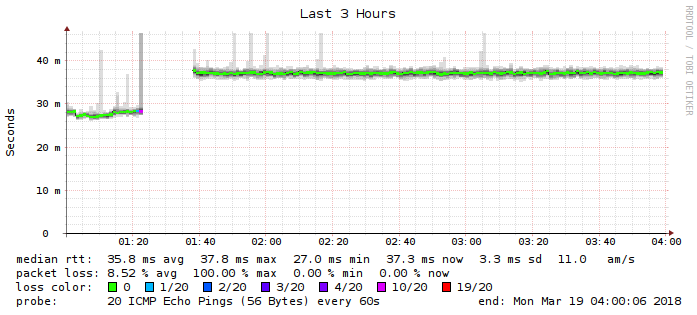 Last 3 Hours
RRDTOOL / TOBI OETIKER
Seconds
40 m
30 m
20 m
10 m
0
01:20 01:40 02:00 02:20 02:40 03:00 03:20 03:40 04:00
median rtt: 35.8 ms avg 37.8 ms max 27.0 ms min 37.3 ms now 3.3 ms sd 11.0 am/s
packet loss: 8.52 % avg 100.00 % max 0.00 % min 0.00 % now
loss color: 0 1/20 2/20 3/20 4/20 10/20 19/20
probe: 20 ICMP Echo Pings (56 Bytes) every 60s end: Mon Mar 19 04:00:06 2018